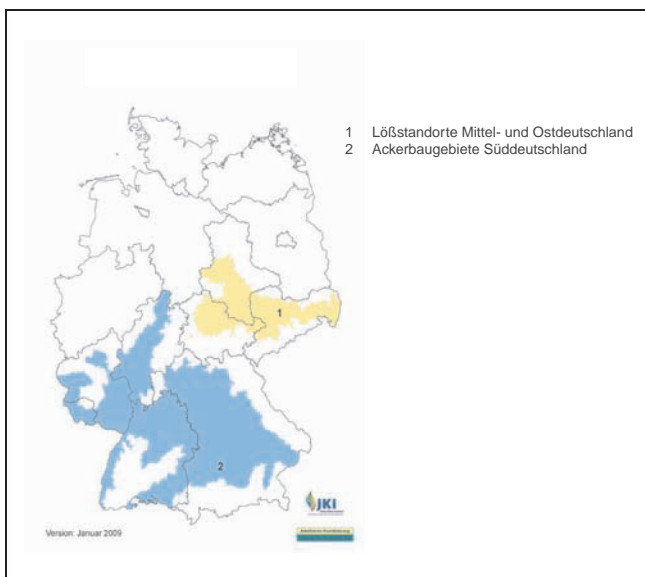 1 Lößstandorte Mittel- und Ostdeutschland
2 Ackerbaugebiete Süddeutschland
1
2
JKI
Version: Januar 2009